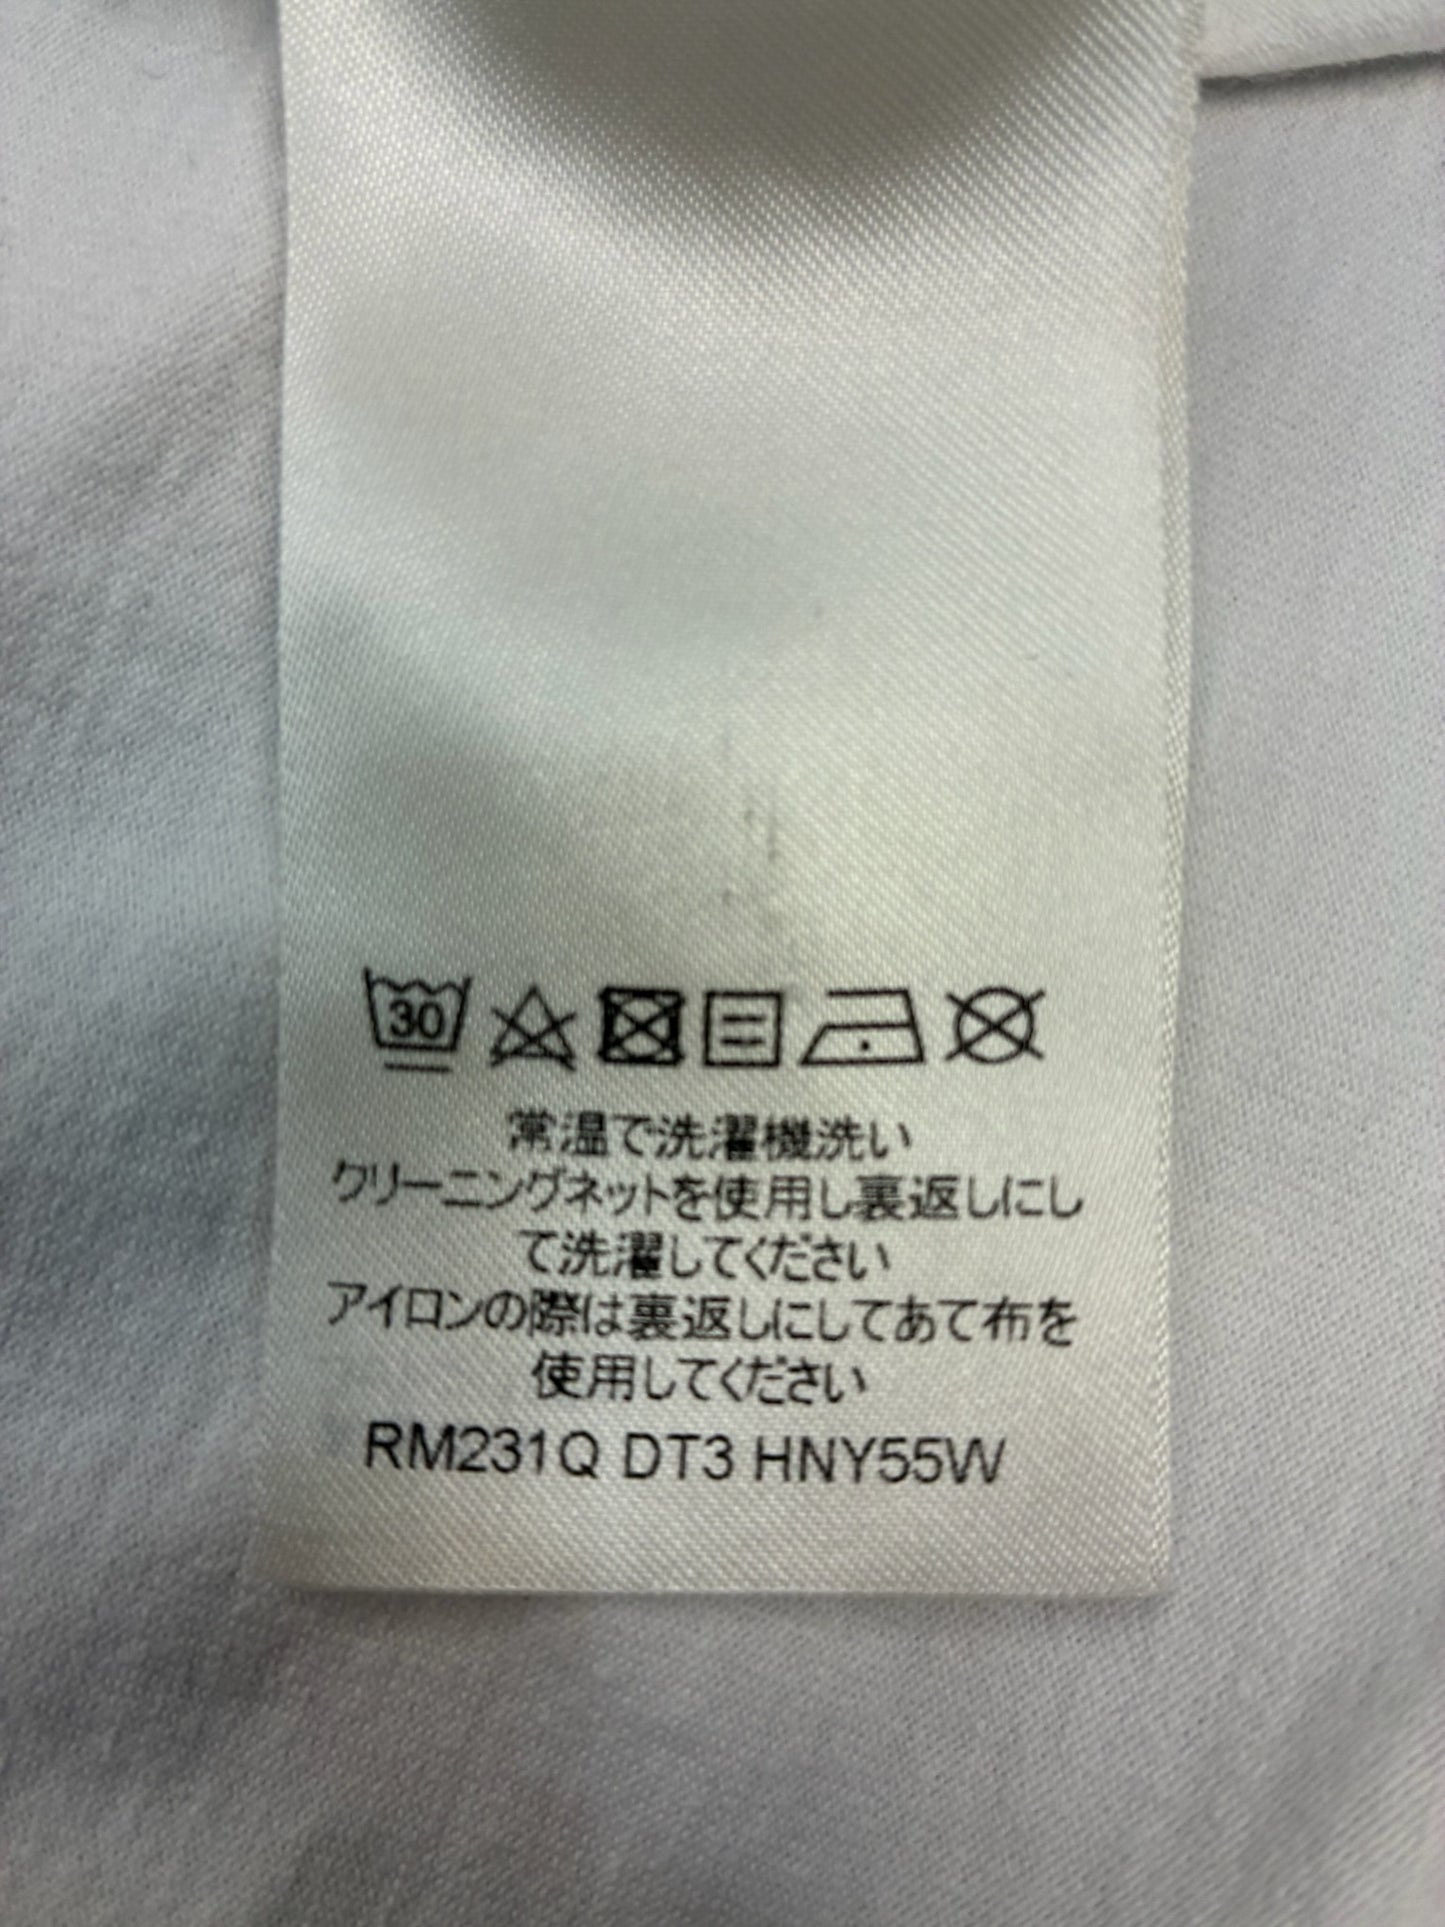 30
常温で洗濯機洗い
クリーニングネットを使用し裏返しにし
て洗濯してください
アイロンの際は裏返しにしてあて布を
使用してください
RM231Q DT3 HNY55W